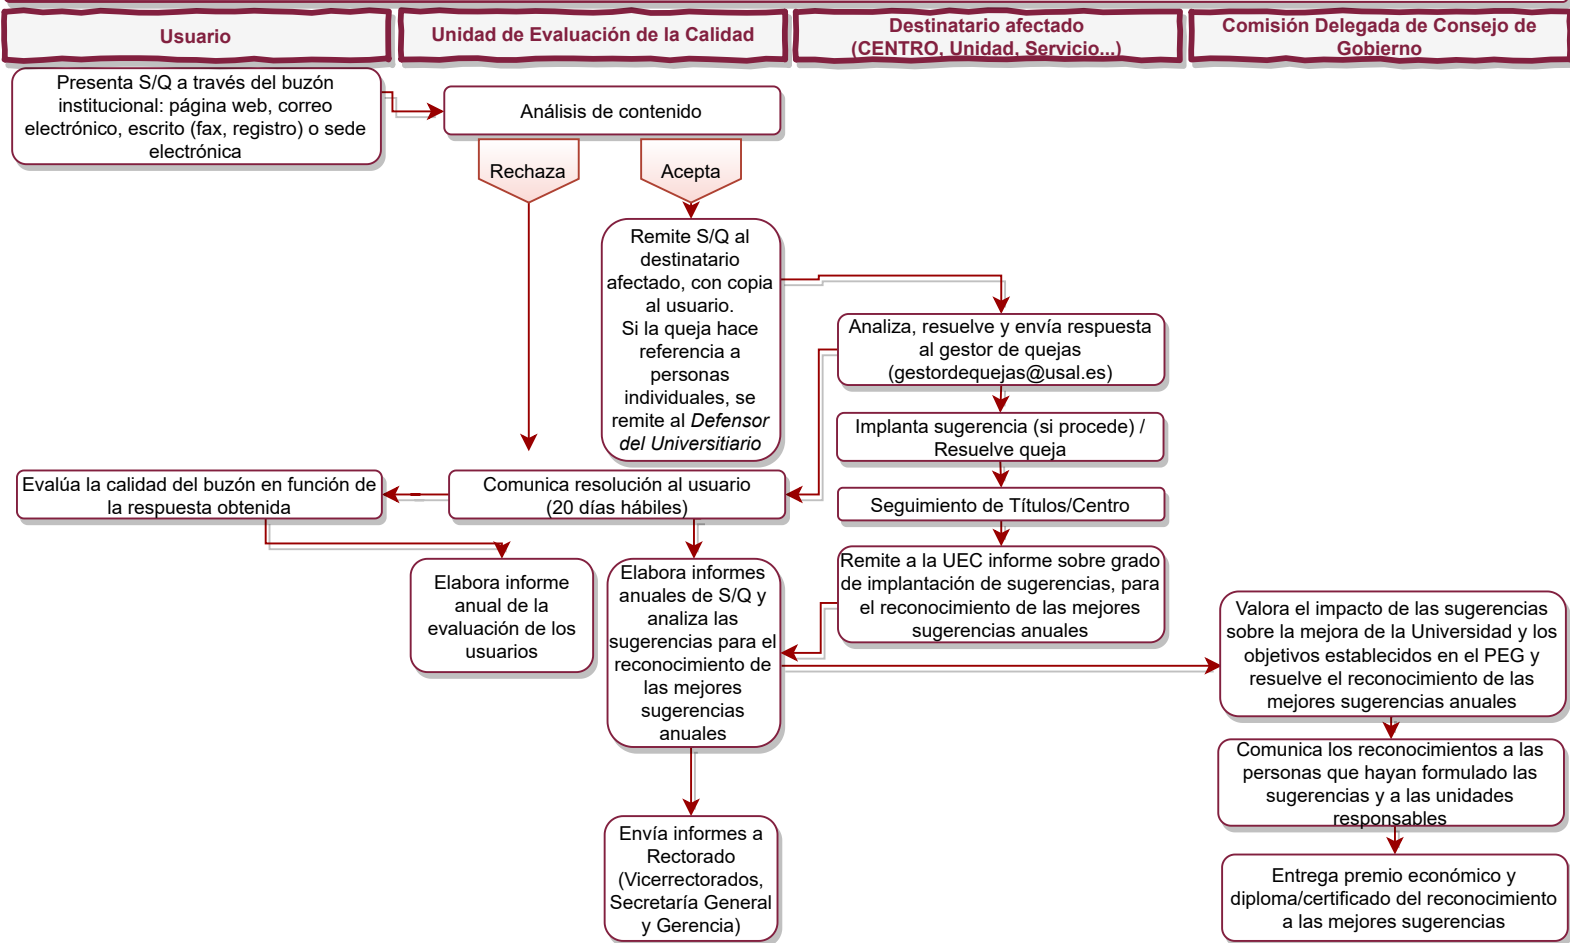 Usuario
Unidad de Evaluación de la Calidad
Destinatario afectado
(CENTRO, Unidad, Servicio...)
Comisión Delegada de Consejo de
Gobierno
Presenta S/Q a través del buzón
institucional: página web, correo
electrónico, escrito (fax, registro) o sede
electrónica
Análisis de contenido
Rechaza
Acepta
Remite S/Q al
destinatario
afectado, con copia
al usuario.
Si la queja hace
referencia a
personas
individuales, se
remite al Defensor
del Universitiario
Analiza, resuelve y envía respuesta
al gestor de quejas
(gestordequejas@usal.es)
Implanta sugerencia (si procede) /
Resuelve queja
Evalúa la calidad del buzón en función de
la respuesta obtenida
Comunica resolución al usuario
(20 días hábiles)
Seguimiento de Títulos/Centro
Elabora informe
anual de la
evaluación de los
usuarios
Elabora informes
anuales de S/Q y
analiza las
sugerencias para el
reconocimiento de
las mejores
sugerencias
anuales
Remite a la UEC informe sobre grado
de implantación de sugerencias, para
el reconocimiento de las mejores
sugerencias anuales
Valora el impacto de las sugerencias
sobre la mejora de la Universidad y los
objetivos establecidos en el PEG y
resuelve el reconocimiento de las
mejores sugerencias anuales
Comunica los reconocimientos a las
personas que hayan formulado las
sugerencias y a las unidades
responsables
Envía informes a
Rectorado
(Vicerrectorados,
Secretaría General
y Gerencia)
Entrega premio económico y
diploma/certificado del reconocimiento
a las mejores sugerencias